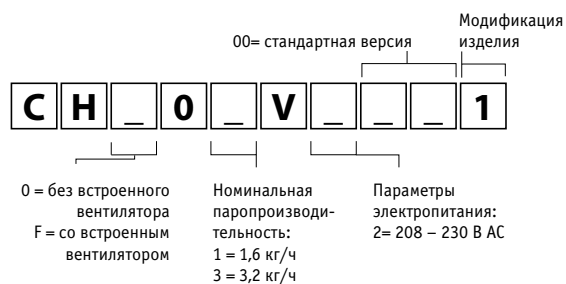 Модификация
изделия
00= стандартная версия
C H _ 0 _ V _ _ _ 1
0 = без встроенного
вентилятора
F = со встроенным
вентилятором
Номинальная
паропроизводи-
тельность:
1 = 1,6 кг/ч
3 = 3,2 кг/ч
Параметры
электропитания:
2= 208 – 230 В AC